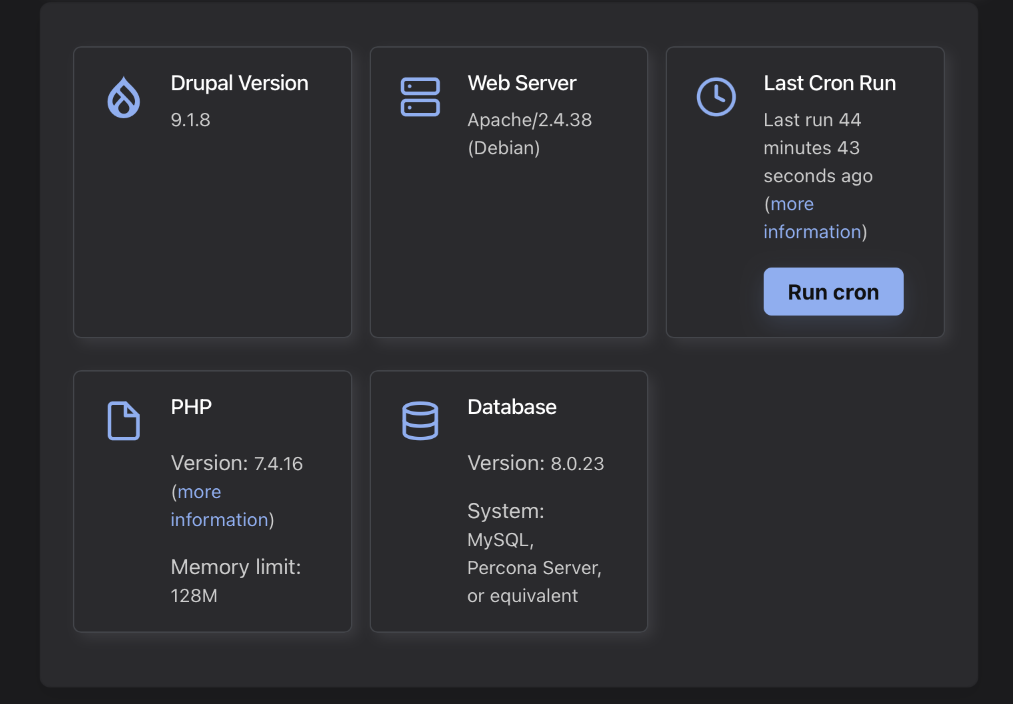 Drupal Version
9.1.8
Web Server
Apache/2.4.38
(Debian)
Last Cron Run
Last run 44
minutes 43
seconds ago
(more
information)
Run cron
PHP
Version: 7.4.16
(more
information)
Memory limit:
128M
Database
Version: 8.0.23
System:
MySQL,
Percona Server,
or equivalent